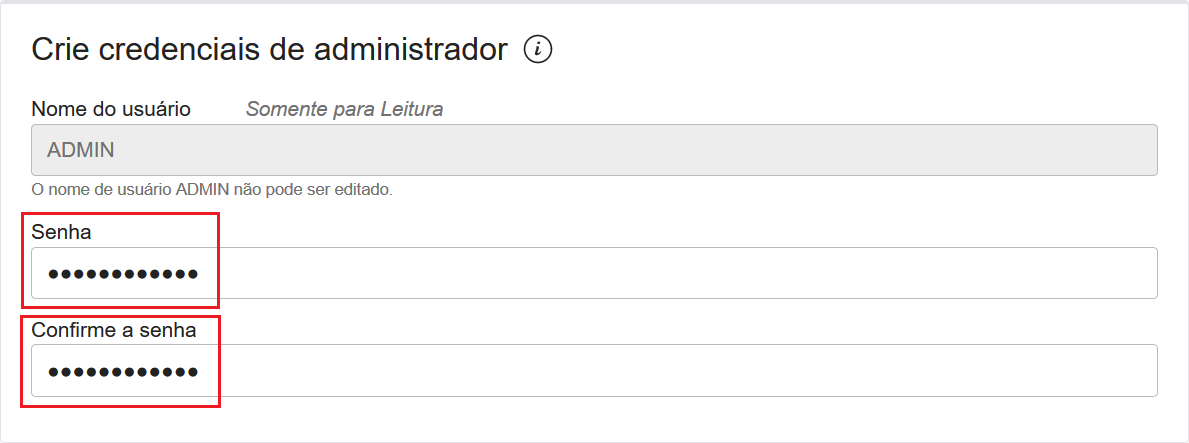 Crie credenciais de administrador i
Nome do usuário Somente para Leitura
ADMIN
O nome de usuário ADMIN não pode ser editado.
Senha
●●●●●●●●●●●●
Confirme a senha
●●●●●●●●●●●●